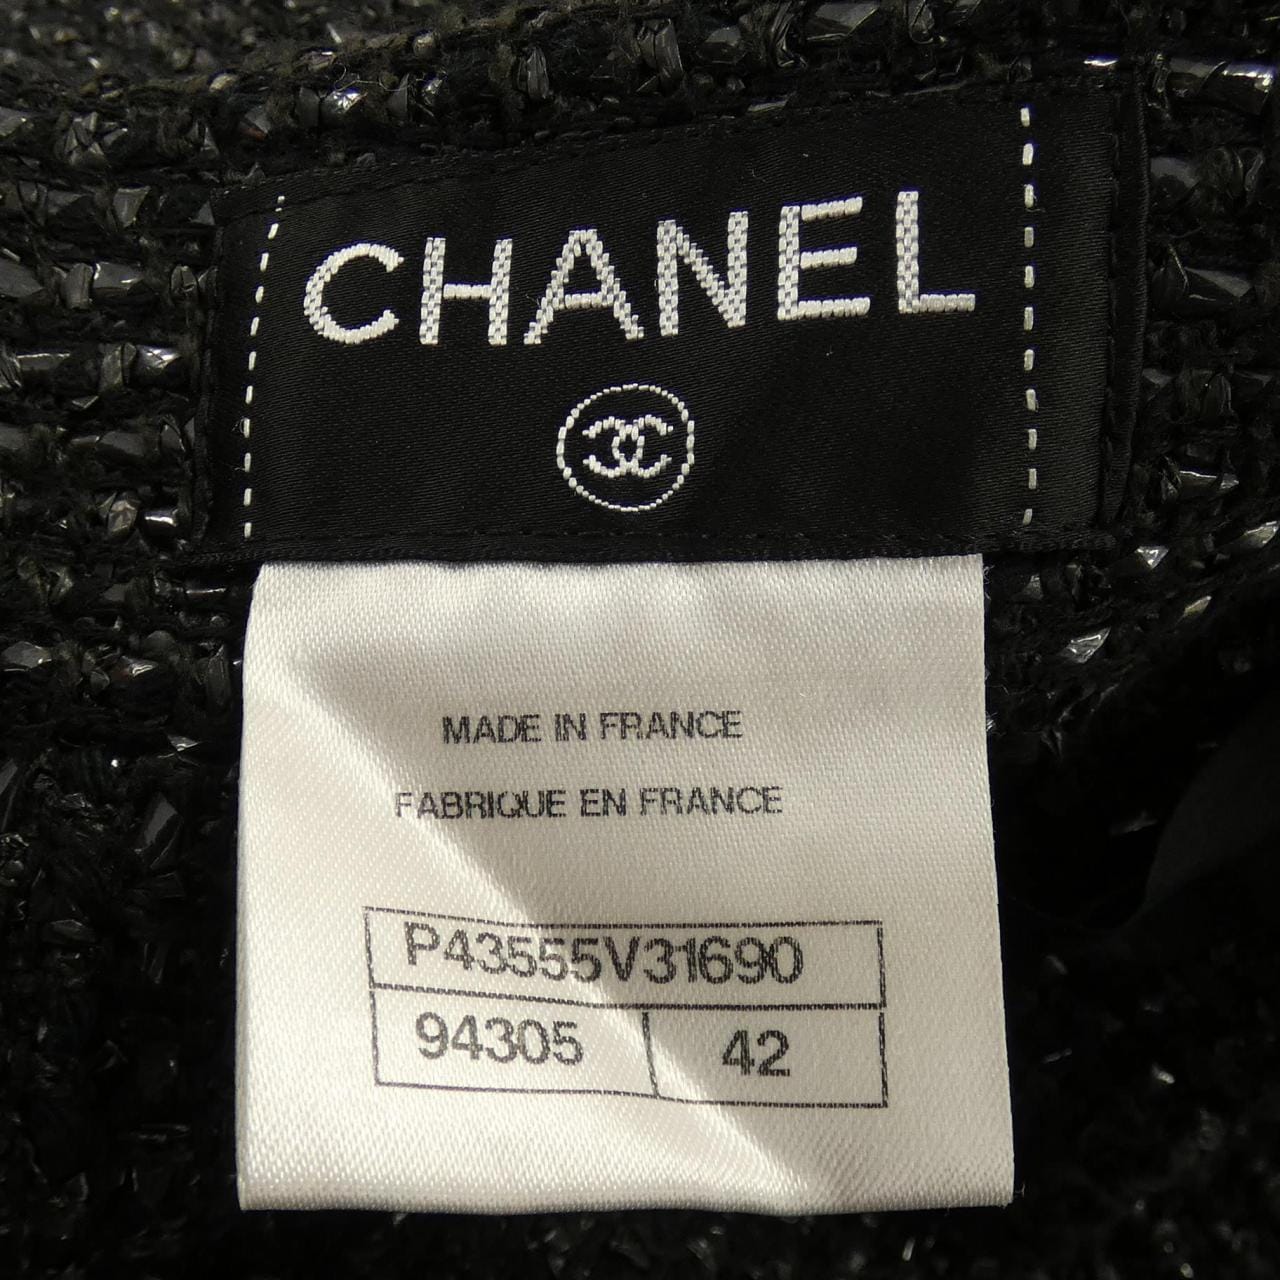 CHANEL
MADE IN FRANCE
FABRIQUE EN FRANCE
P43555V31690
94305 42